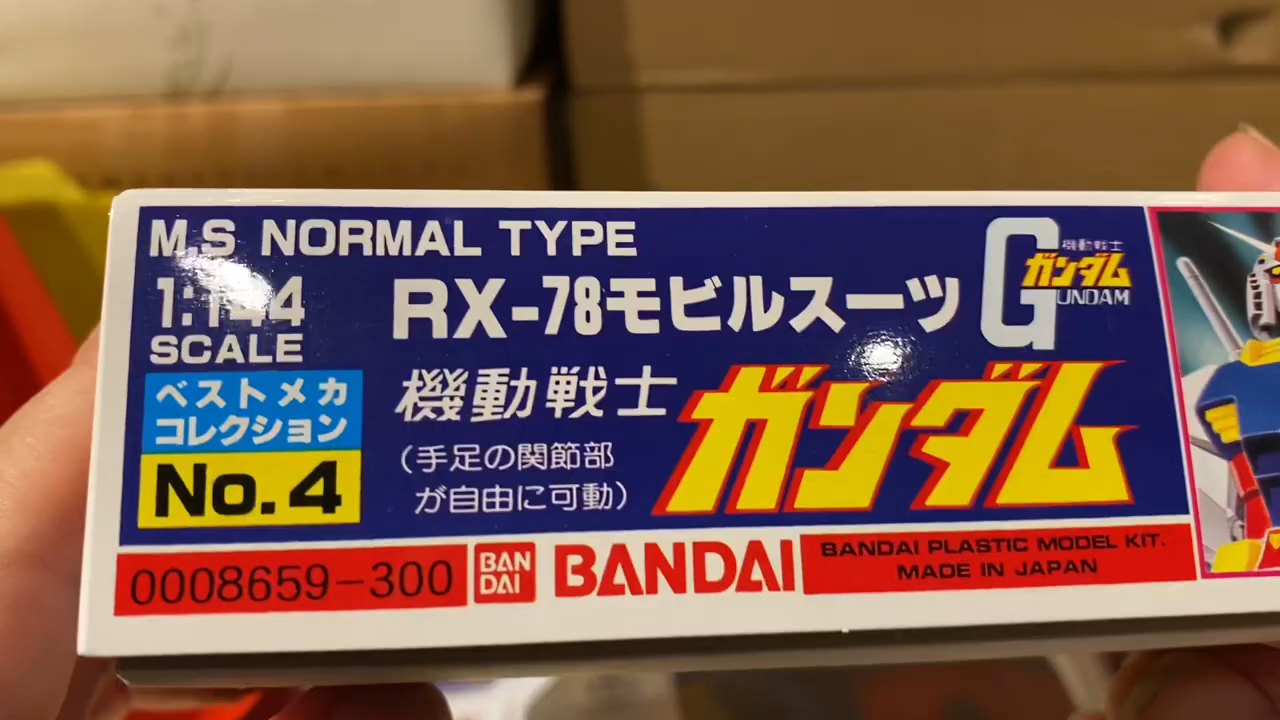 M.S NORMAL TYPE
1:144
SCALE
RX-78モビルスーツ
G
機動戦士
ガンダム
GUNDAM
ベストメカ
コレクション
No.4
機動戦士
ガンダム
(手足の関節部
が自由に可動)
0008659-300
BAN
DAI
BANDAI
BANDAI PLASTIC MODEL KIT.
MADE IN JAPAN